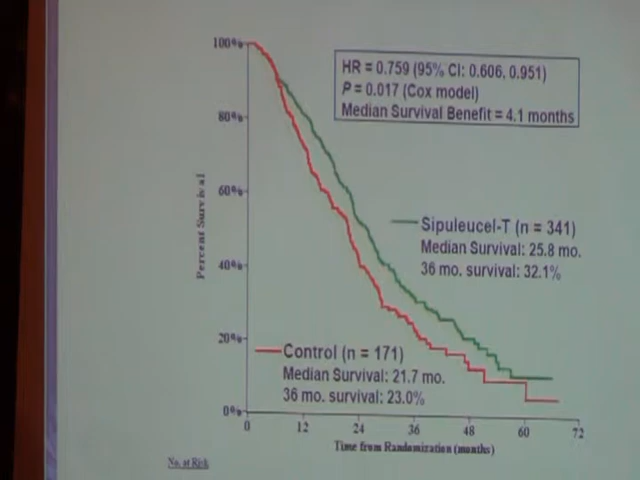 100%
HR = 0.759 (95% CI: 0.606, 0.951)
P = 0.017 (Cox model)
Median Survival Benefit = 4.1 months
80%
60%
Percent Survival
Sipuleucel-T (n = 341)
Median Survival: 25.8 mo.
36 mo. survival: 32.1%
40%
20%
Control (n = 171)
Median Survival: 21.7 mo.
36 mo. survival: 23.0%
0%
0 12 24 36 48 60 72
Time from Randomization (months)
No. at Risk